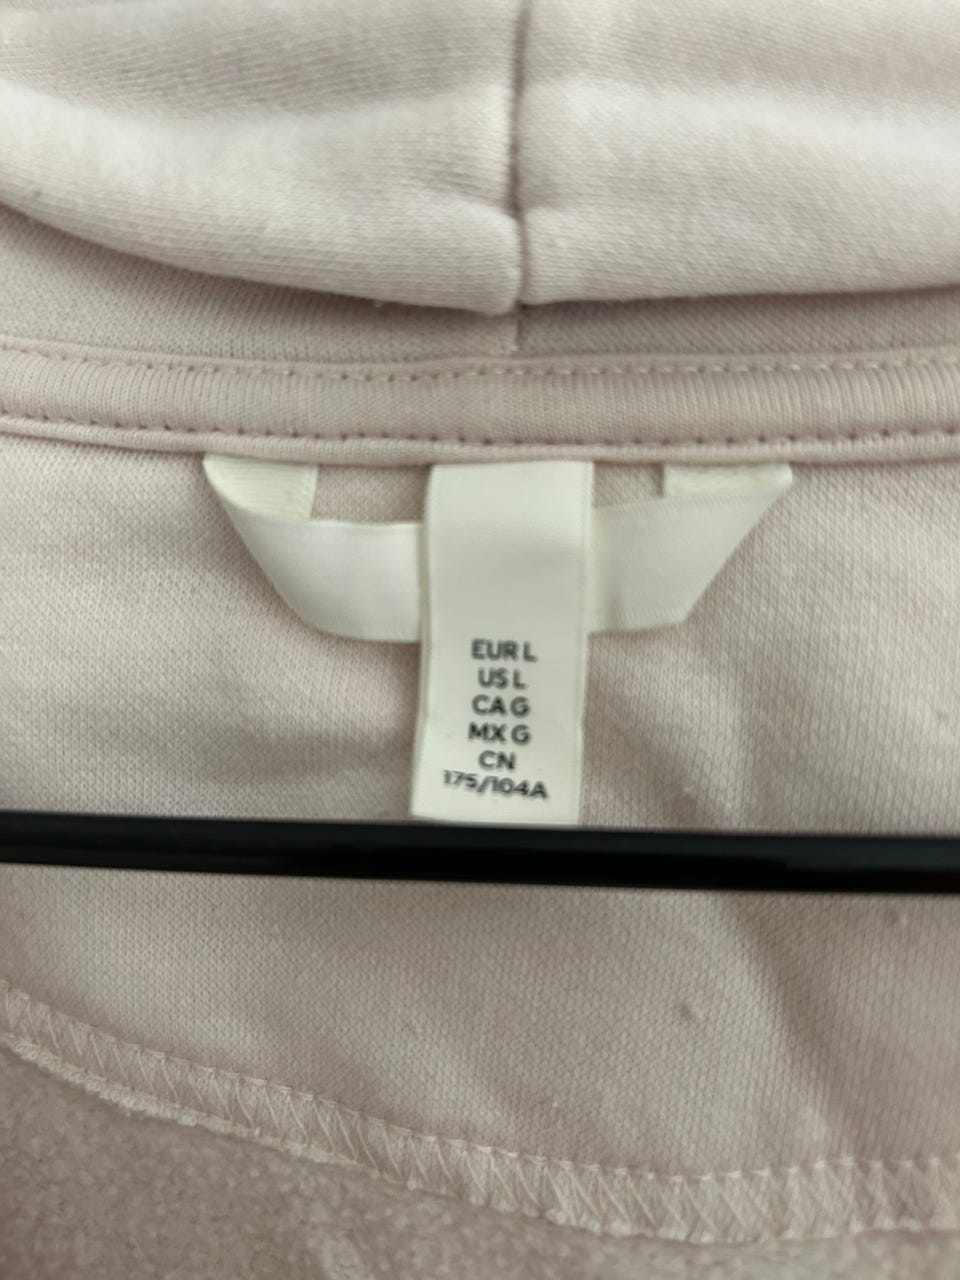 EUR L
US L
CA G
MX G
CN
175/104A